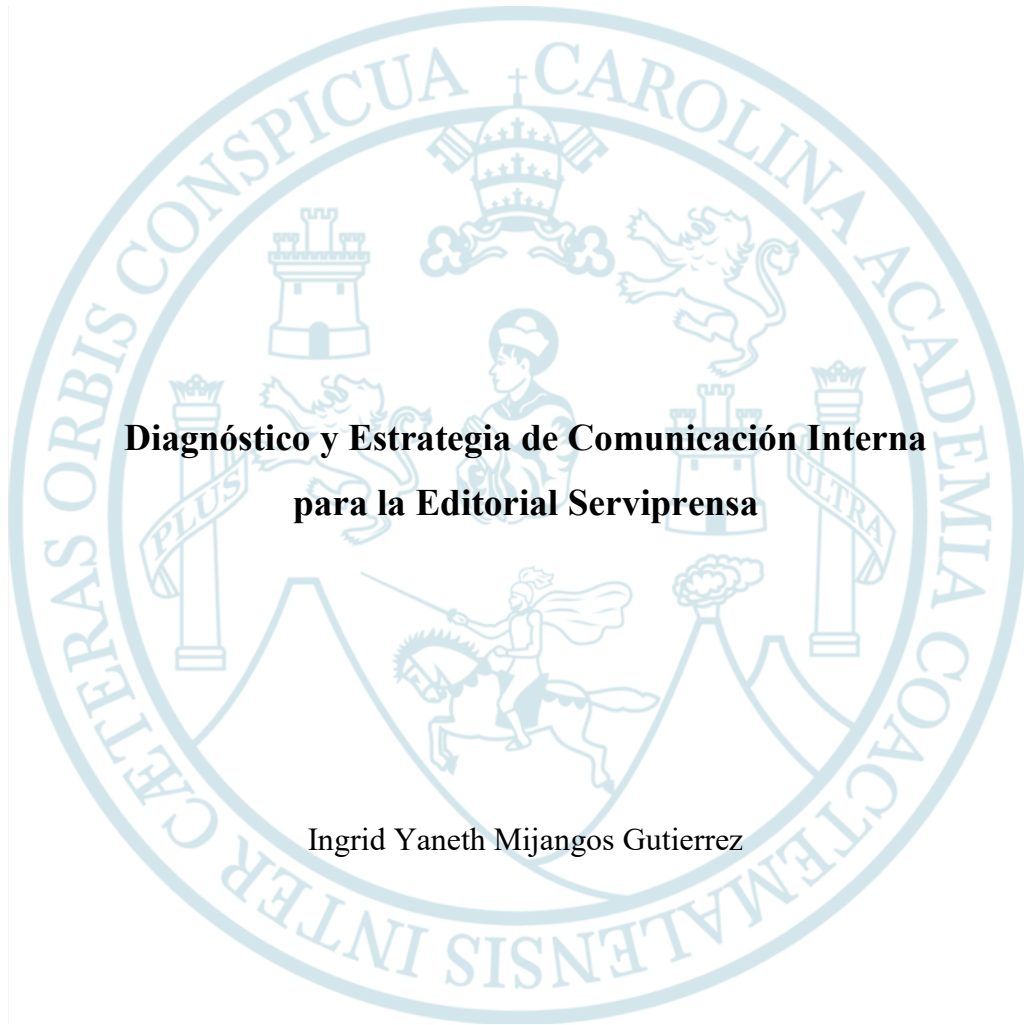 CÆTERAS ORBIS CONSPICUA CAROLINA ACADEMIA COACTEMALENSIS INTER
PLUS
ULTRA
Diagnóstico y Estrategia de Comunicación Interna
para la Editorial Serviprensa
Ingrid Yaneth Mijangos Gutierrez